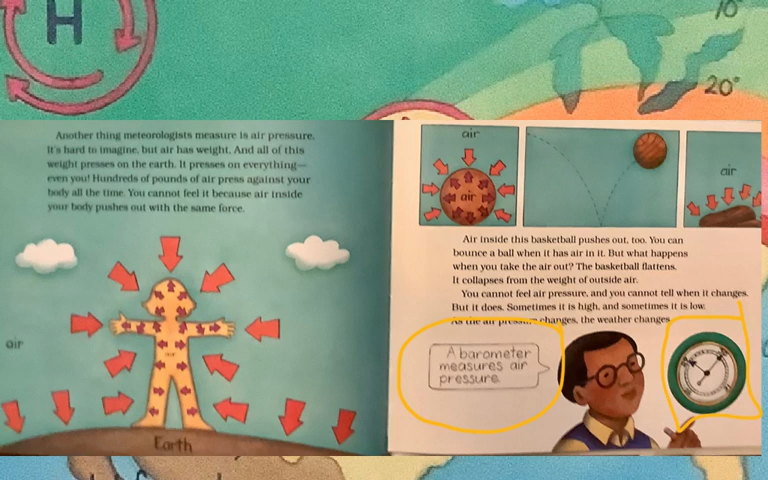 H
10°
20°
Another thing meteorologists measure is air pressure.
It's hard to imagine, but air has weight. And all of this
weight presses on the earth. It presses on everything—
even you! Hundreds of pounds of air press against your
body all the time. You cannot feel it because air inside
your body pushes out with the same force.
air
Earth
air
air
air
Air inside this basketball pushes out, too. You can
bounce a ball when it has air in it. But what happens
when you take the air out? The basketball flattens.
It collapses from the weight of outside air.
You cannot feel air pressure, and you cannot tell when it changes.
But it does. Sometimes it is high, and sometimes it is low.
As the air pressure changes, the weather changes
A barometer
measures air
pressure.